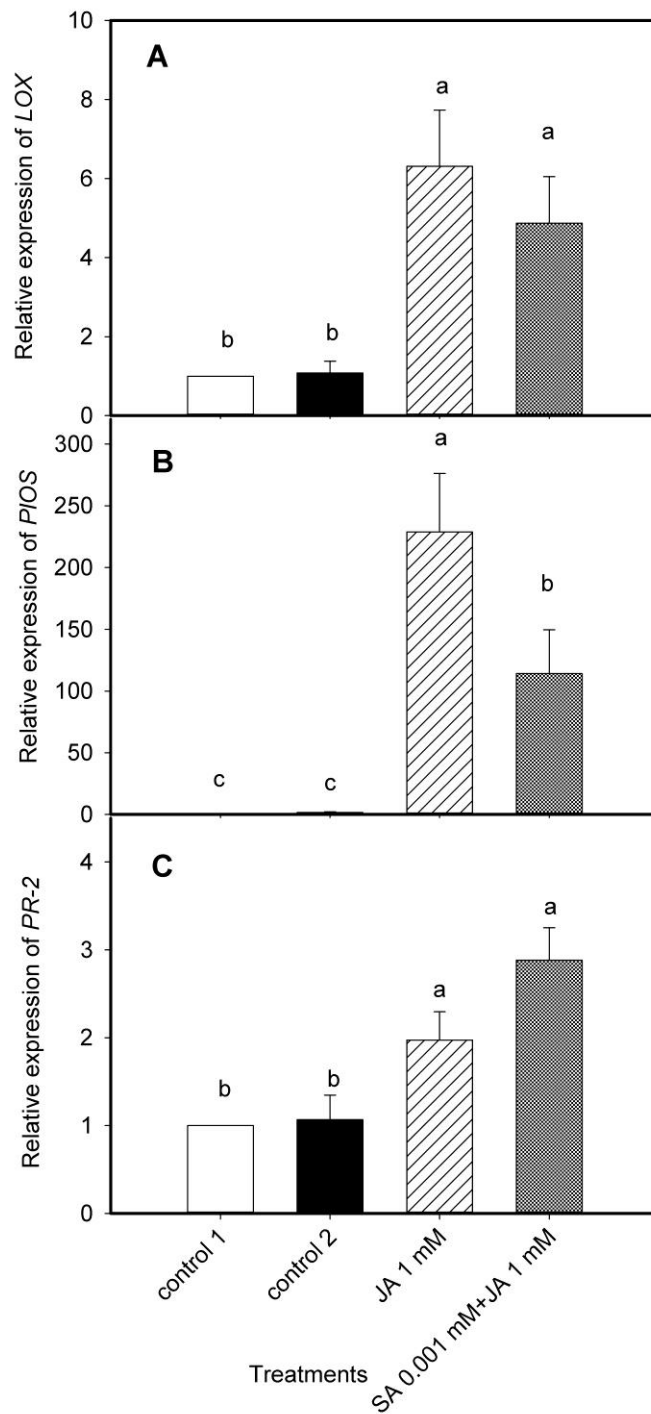 10
A
a
a
8
Relative expression of LOX
6
4
b
b
2
0
300
B
a
250
Relative expression of PIOS
200
b
150
100
50
c
c
0
4
C
a
Relative expression of PR-2
3
a
2
b
b
1
0
control 1
control 2
JA 1 mM
SA 0.001 mM+JA 1 mM
Treatments